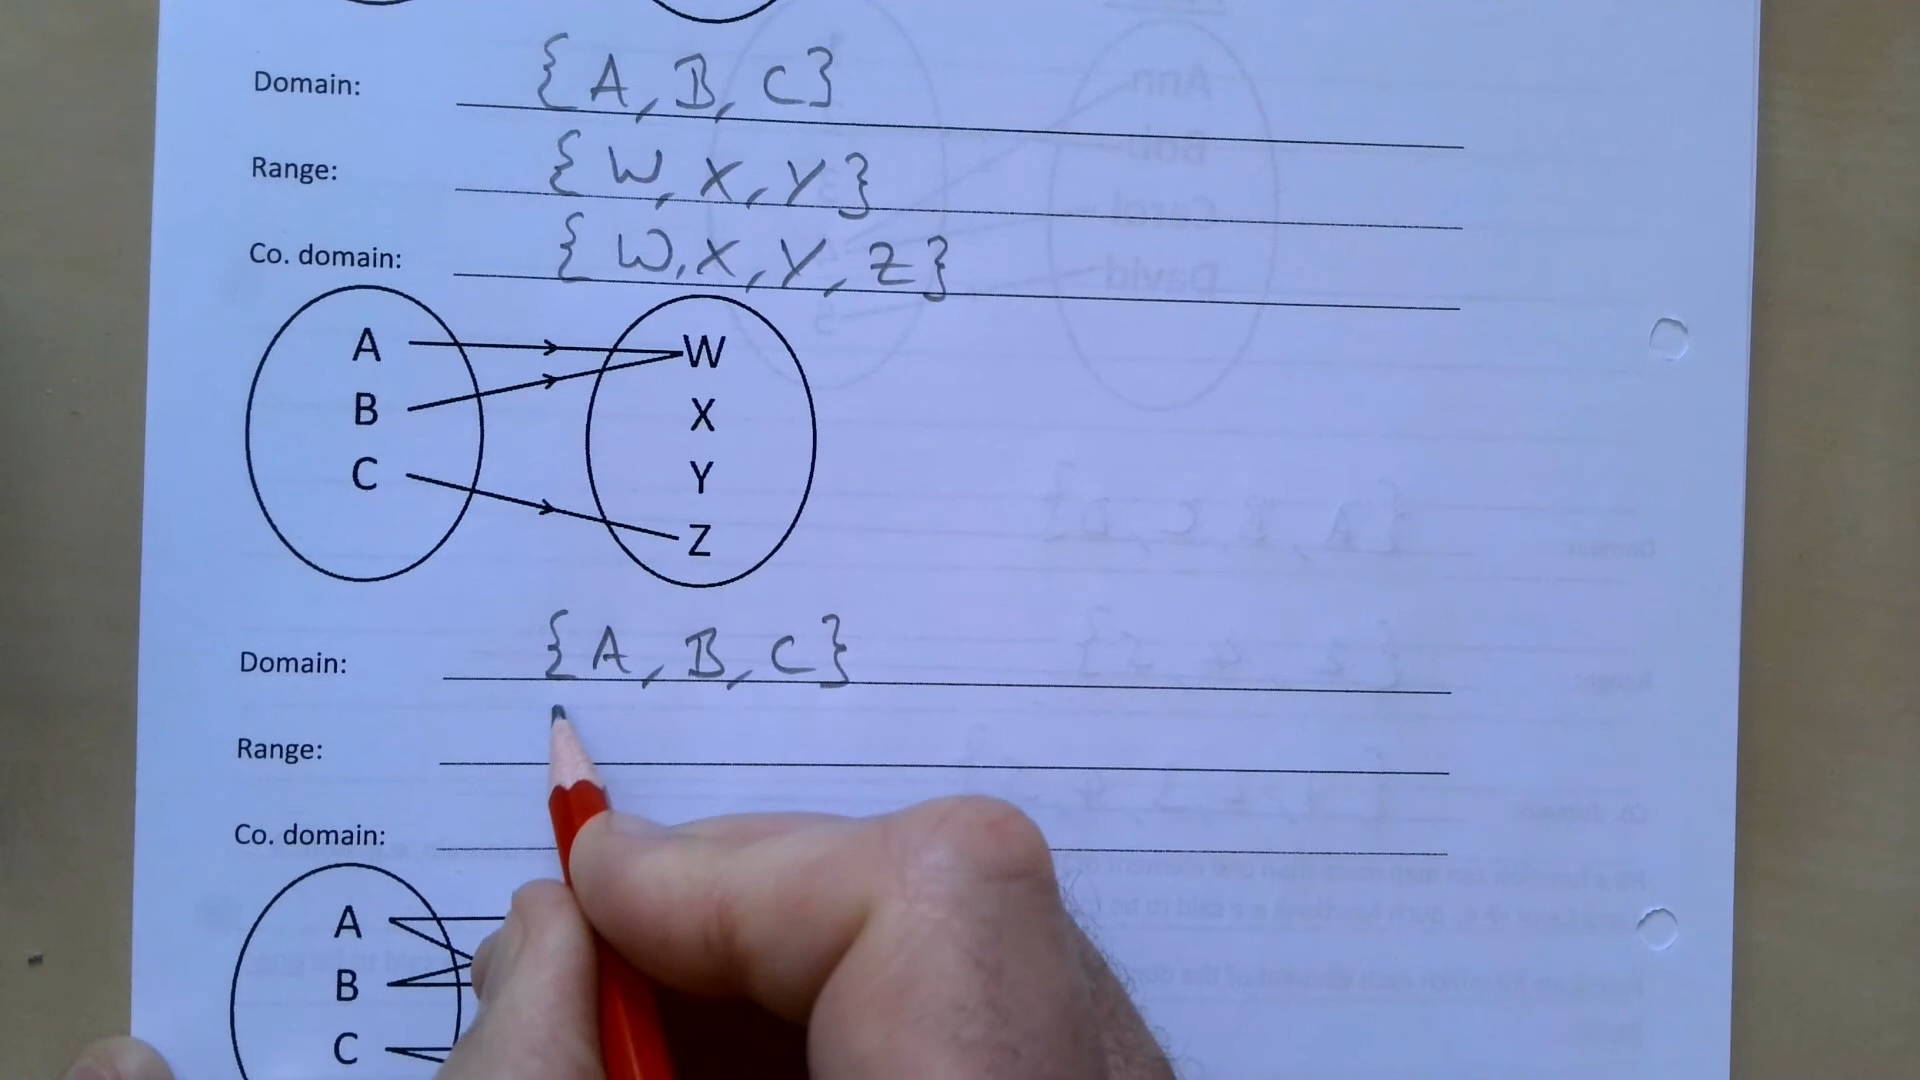 Domain: {A, B, C}
Range: {W, X, Y}
Co. domain: {W, X, Y, Z}
A W
B X
C Y
Z
Domain: {A, B, C}
Range:
Co. domain:
A
B
C